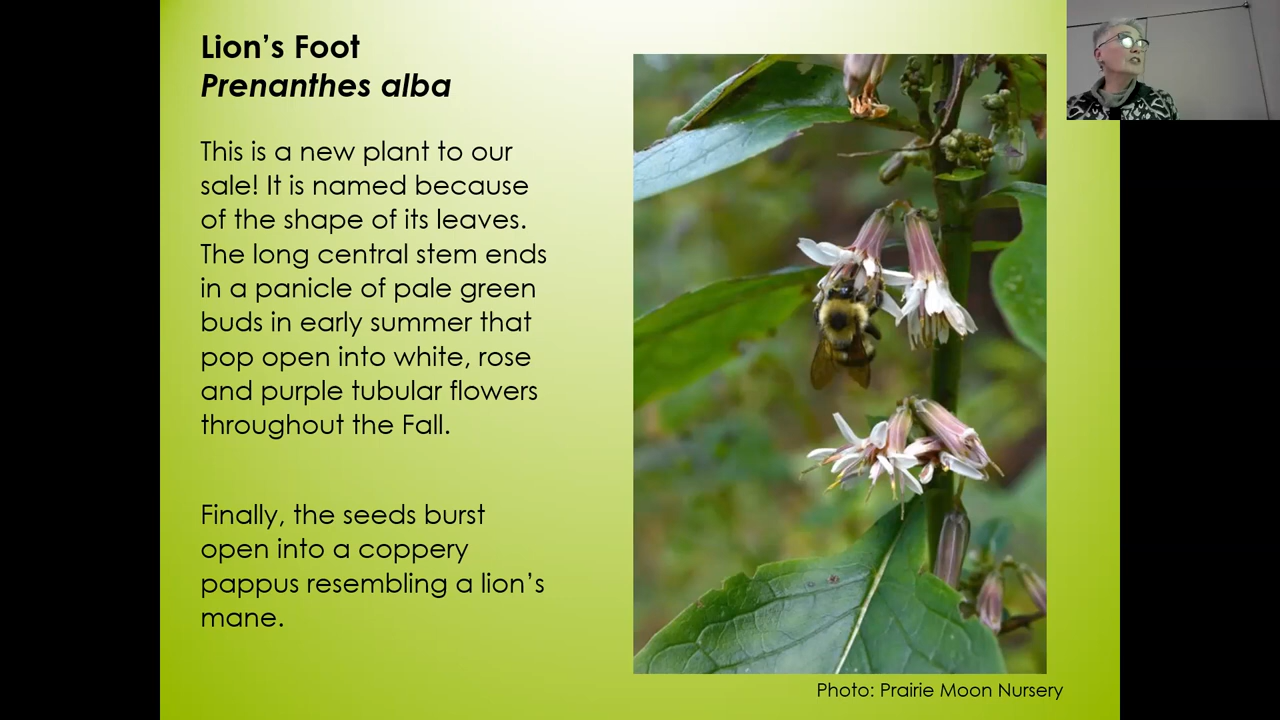 Lion's Foot
Prenanthes alba
This is a new plant to our
sale! It is named because
of the shape of its leaves.
The long central stem ends
in a panicle of pale green
buds in early summer that
pop open into white, rose
and purple tubular flowers
throughout the Fall.
Finally, the seeds burst
open into a coppery
pappus resembling a lion's
mane.
Photo: Prairie Moon Nursery